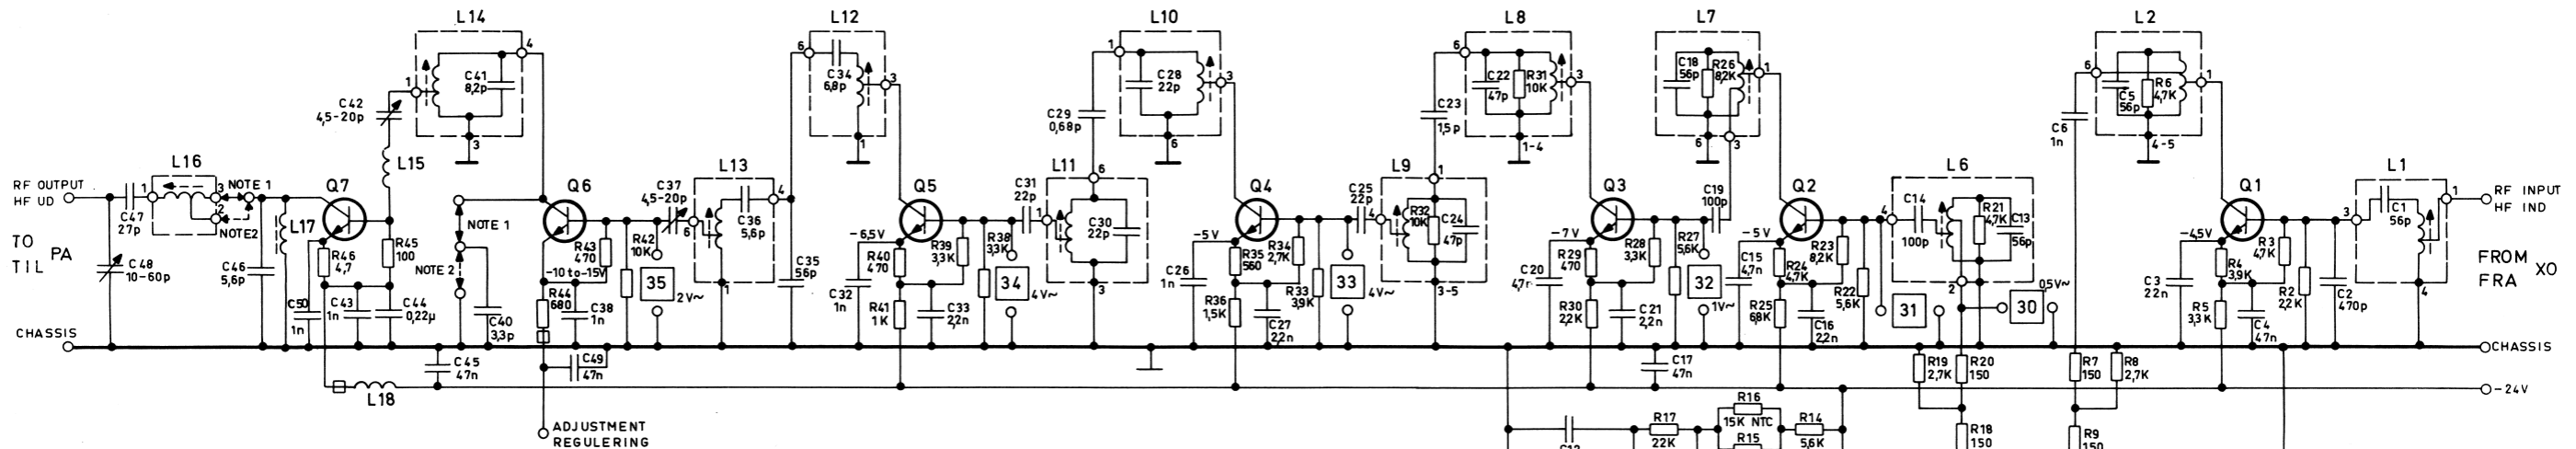 L14
L12
L10
L8
L7
L2
4
C41
8,2p
1
3
C42
4,5-20p
L15
6
C34
6,8p
3
1
1
C28
22p
3
6
C29
0,68p
6
C22
47p
R31
10K
3
1-4
C23
1,5p
C18
56p
R26
8,2K
1
6
3
6
C5
56p
R6
4,7K
1
4-5
C6
1n
RF OUTPUT
HF UD
TO
TIL
PA
C47
27p
C48
10-60p
L16
1
3
2
NOTE 1
NOTE2
C46
5,6p
L17
Q7
R46
4,7
R45
100
C50
1n
C43
1n
C44
0,22µ
NOTE 1
NOTE 2
C40
3,3p
Q6
R43
470
R42
10K
-10 to -15V
R44
680
C38
1n
C37
4,5-20p
6
35
2V~
L13
C36
5,6p
4
1
C35
56p
Q5
-6,5V
R40
470
R39
3,3K
R38
3,3K
C32
1n
R41
1K
C33
2,2n
34
4V~
C31
22p
1
L11
6
C30
22p
3
Q4
-5V
C26
1n
R35
560
R34
2,7K
R36
1,5K
R33
3,9K
C27
2,2n
33
4V~
C25
22p
4
L9
1
R32
10K
C24
47p
3-5
Q3
-7V
C20
4,7n
R29
470
R28
3,3K
R27
5,6K
R30
2,2K
C21
2,2n
32
1V~
C19
100p
Q2
-5V
C15
4,7n
R24
4,7K
R23
8,2K
R22
5,6K
R25
68K
C16
2,2n
31
L6
4
C14
100p
R21
4,7K
C13
56p
2
30
0,5V~
Q1
-4,5V
C3
22n
R4
3,9K
R3
4,7K
R5
3,3K
R2
2,2K
C4
47n
C2
470p
L1
3
C1
56p
1
4
RF INPUT
HF IND
FROM
FRA
XO
CHASSIS
CHASSIS
C45
47n
C49
47n
L18
C17
47n
R19
2,7K
R20
150
R7
150
R8
2,7K
-24V
ADJUSTMENT
REGULERING
R17
22K
R16
15K NTC
R15
R14
5,6K
R18
150
R9
150